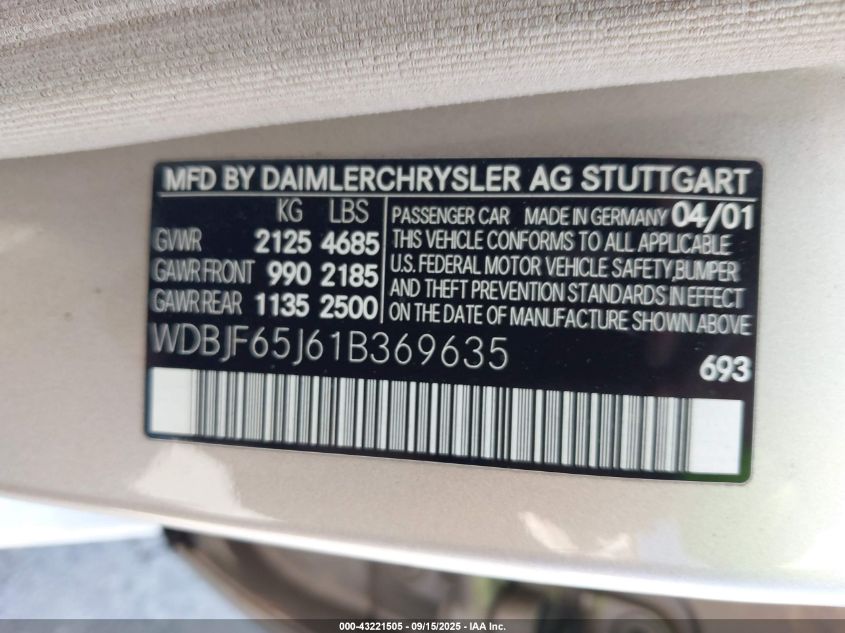 MFD BY DAIMLERCHRYSLER AG STUTTGART
KG LBS
GVWR 2125 4685
GAWR FRONT 990 2185
GAWR REAR 1135 2500
PASSENGER CAR MADE IN GERMANY 04/01
THIS VEHICLE CONFORMS TO ALL APPLICABLE
U.S. FEDERAL MOTOR VEHICLE SAFETY,BUMPER
AND THEFT PREVENTION STANDARDS IN EFFECT
ON THE DATE OF MANUFACTURE SHOWN ABOVE.
WDBJF65J61B369635
693
000-43221505 - 09/15/2025 - IAA Inc.